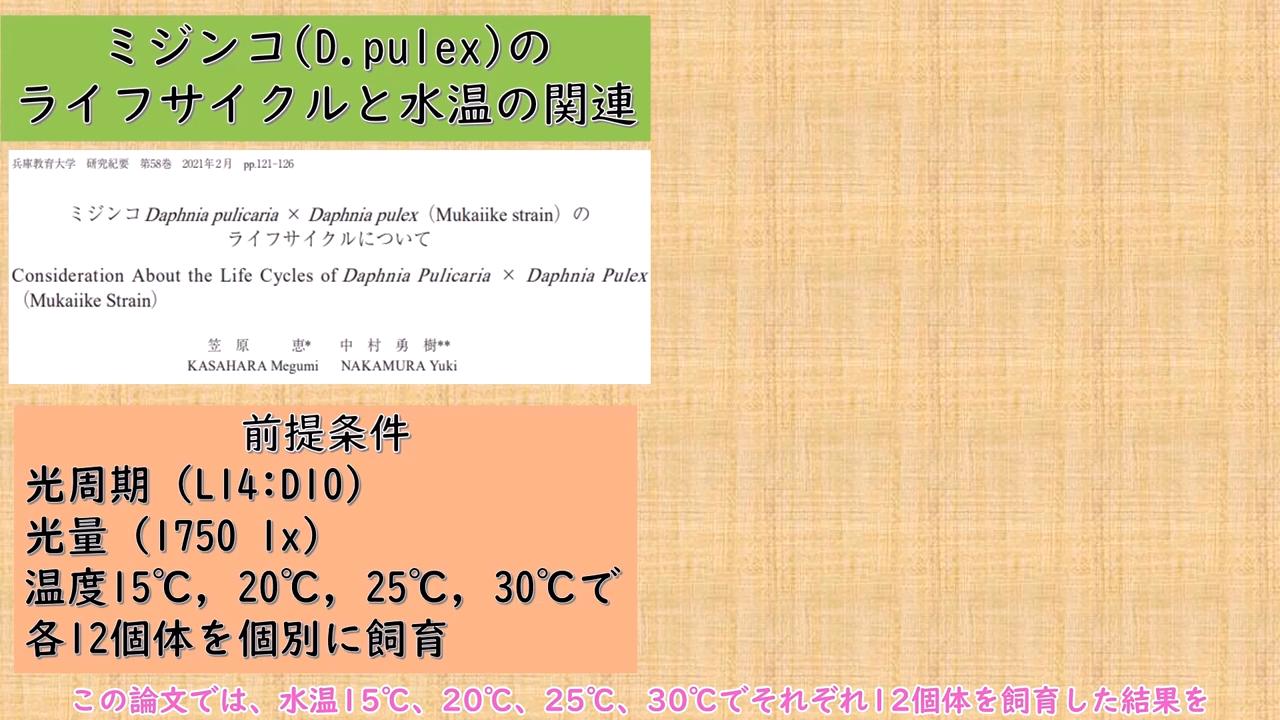 ミジンコ(D.pulex)の
ライフサイクルと水温の関連
兵庫教育大学 研究紀要 第58巻 2021年2月 pp.121-126
ミジンコ Daphnia pulicaria × Daphnia pulex（Mukaiike strain）の
ライフサイクルについて
Consideration About the Life Cycles of Daphnia Pulicaria × Daphnia Pulex
（Mukaiike Strain）
笠 原 恵* 中 村 勇 樹**
KASAHARA Megumi NAKAMURA Yuki
前提条件
光周期（L14:D10）
光量（1750 lx）
温度15℃，20℃，25℃，30℃で
各12個体を個別に飼育
この論文では、水温15℃、20℃、25℃、30℃でそれぞれ12個体を飼育した結果を